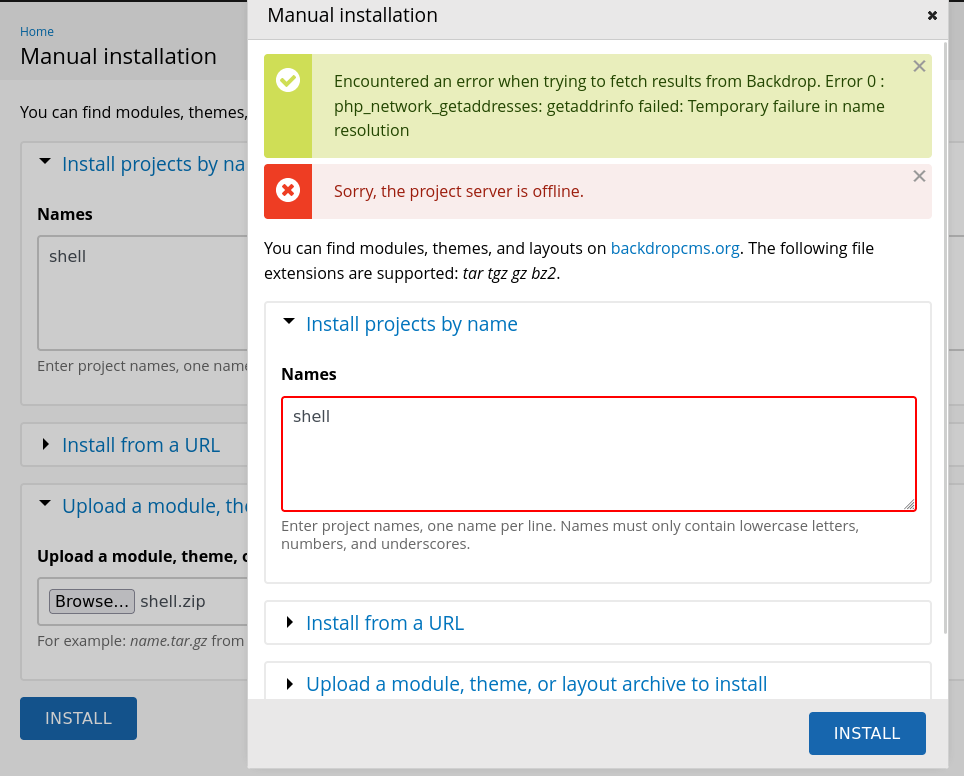 Home
Manual installation
You can find modules, themes,
Install projects by na
Names
shell
Enter project names, one name
Install from a URL
Upload a module, the
Upload a module, theme, o
Browse... shell.zip
For example: name.tar.gz from
INSTALL
Manual installation
Encountered an error when trying to fetch results from Backdrop. Error 0 :
php_network_getaddresses: getaddrinfo failed: Temporary failure in name
resolution
Sorry, the project server is offline.
You can find modules, themes, and layouts on backdropcms.org. The following file
extensions are supported: tar tgz gz bz2.
Install projects by name
Names
shell
Enter project names, one name per line. Names must only contain lowercase letters,
numbers, and underscores.
Install from a URL
Upload a module, theme, or layout archive to install
INSTALL